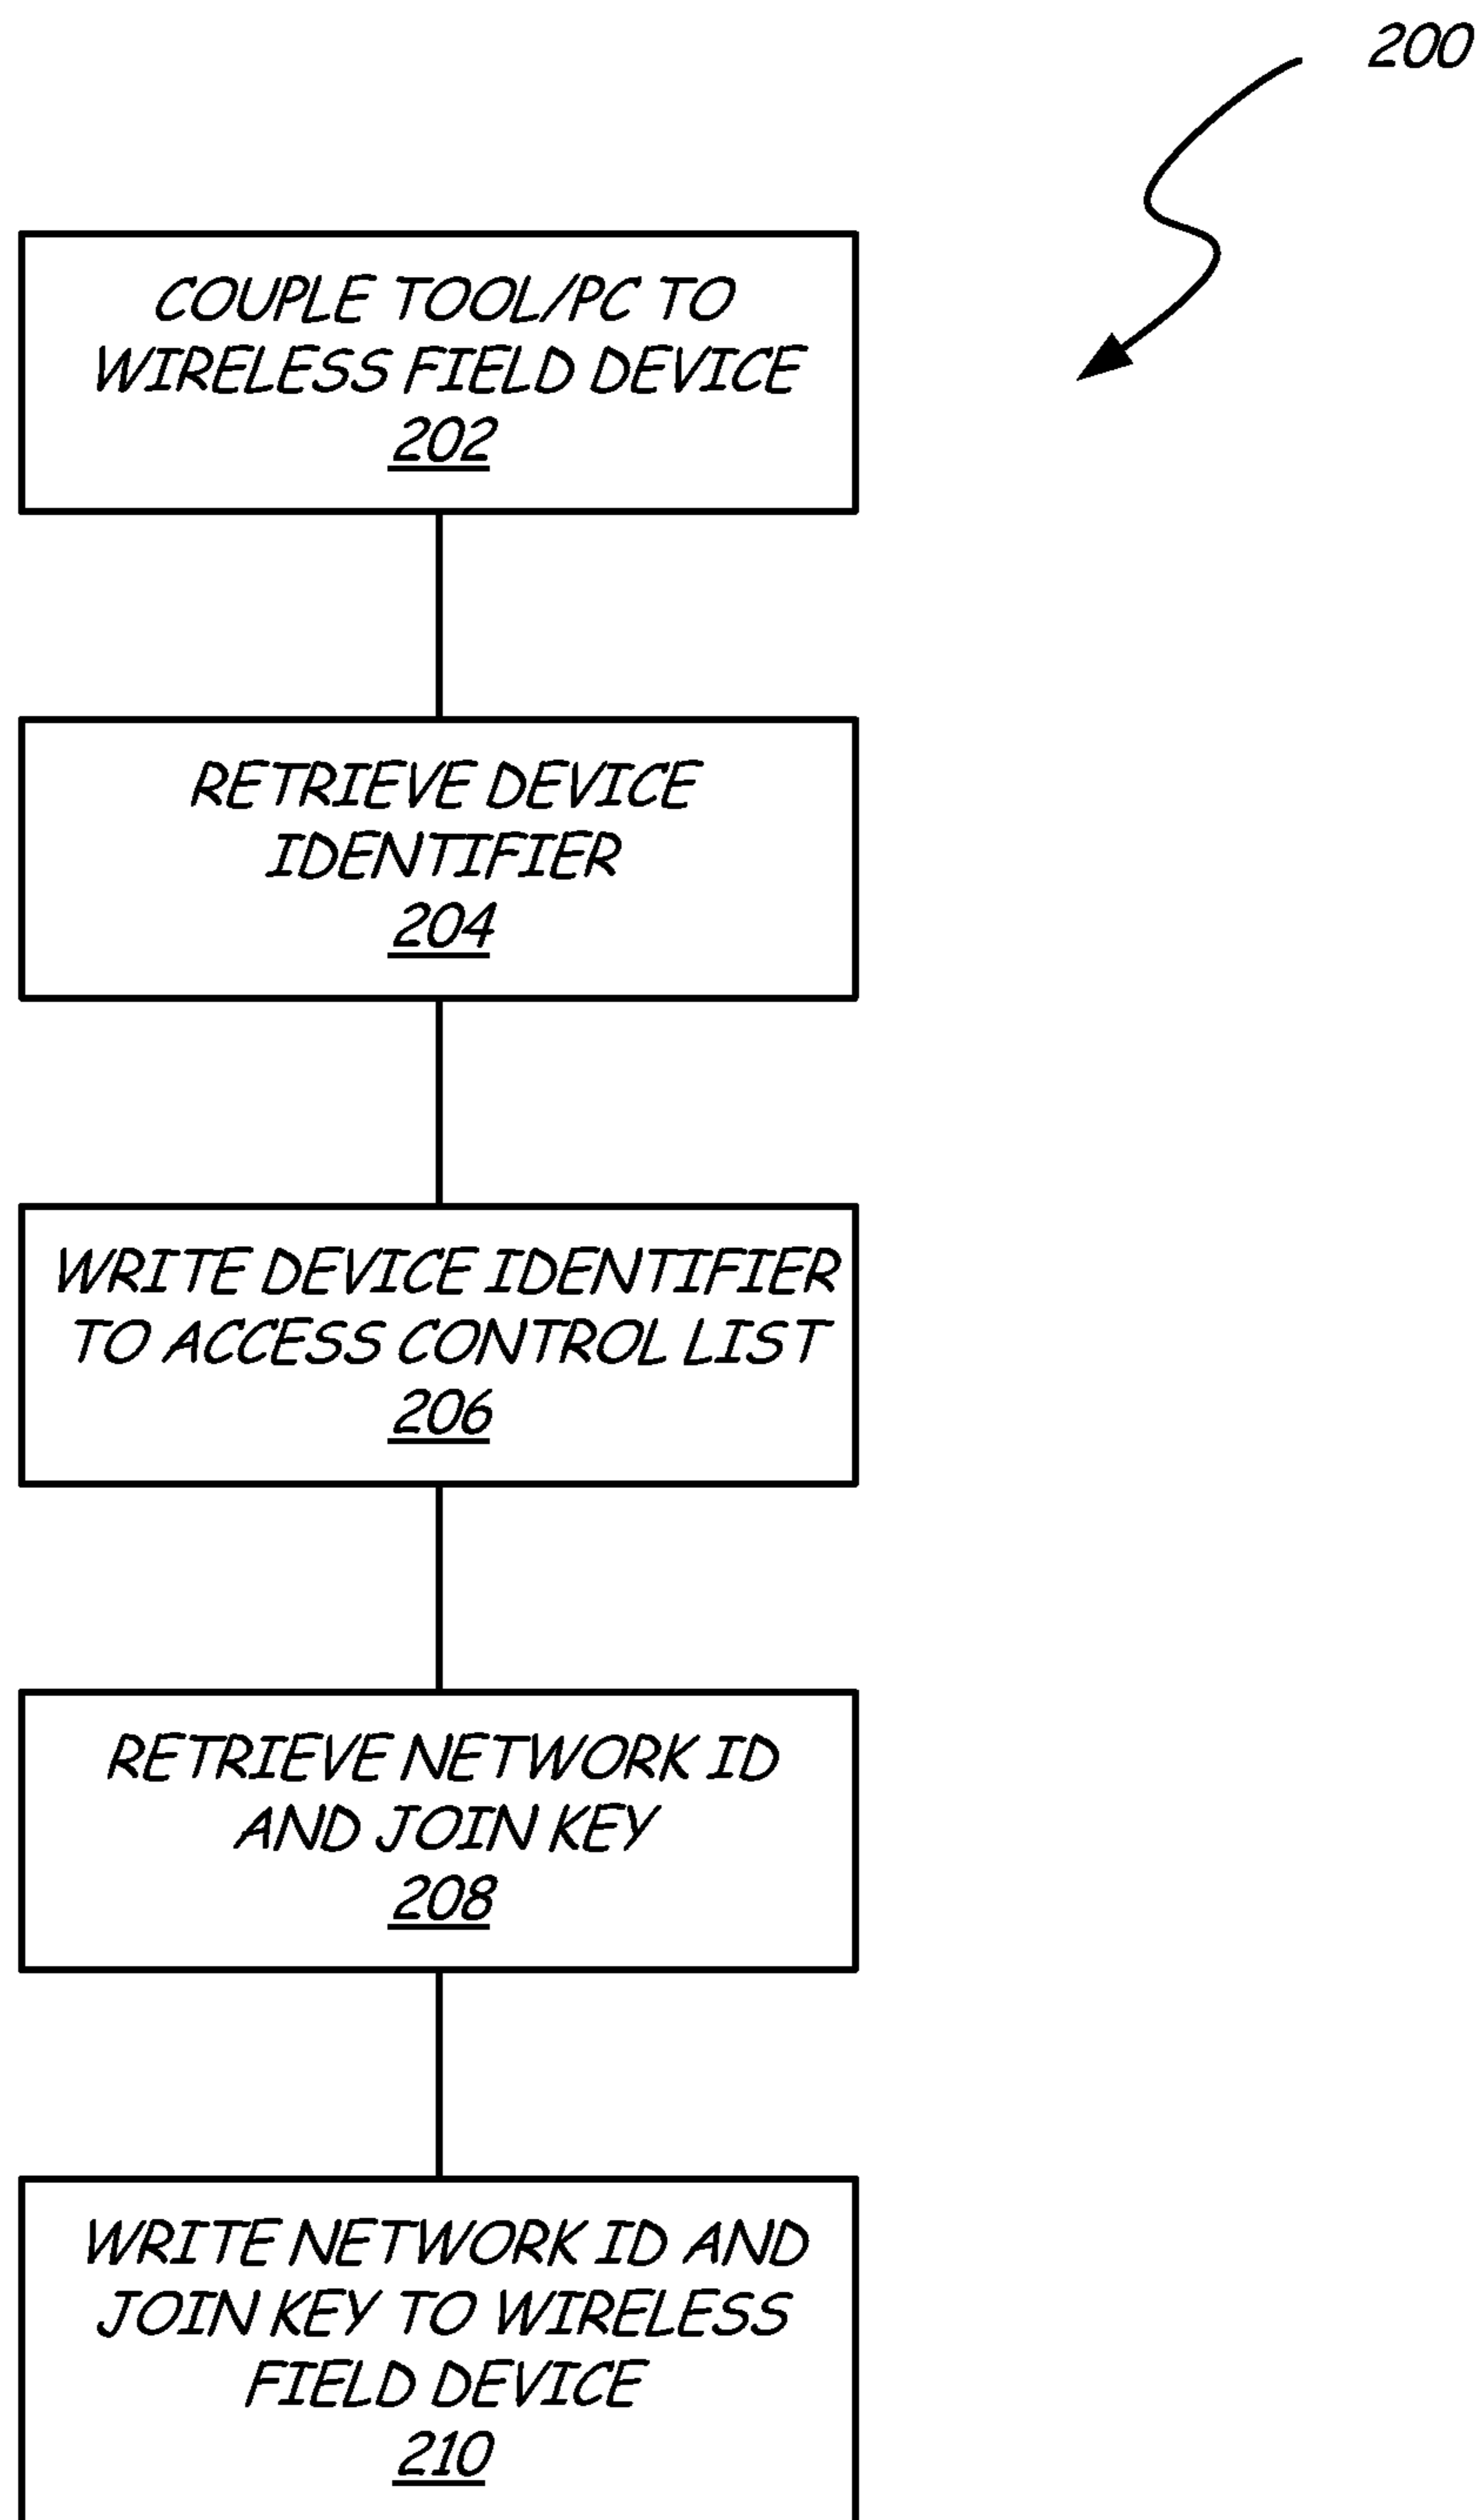 200
COUPLE TOOL/PC TO
WIRELESS FIELD DEVICE
202
RETRIEVE DEVICE
IDENTIFIER
204
WRITE DEVICE IDENTIFIER
TO ACCESS CONTROL LIST
206
RETRIEVE NETWORK ID
AND JOIN KEY
208
WRITE NETWORK ID AND
JOIN KEY TO WIRELESS
FIELD DEVICE
210